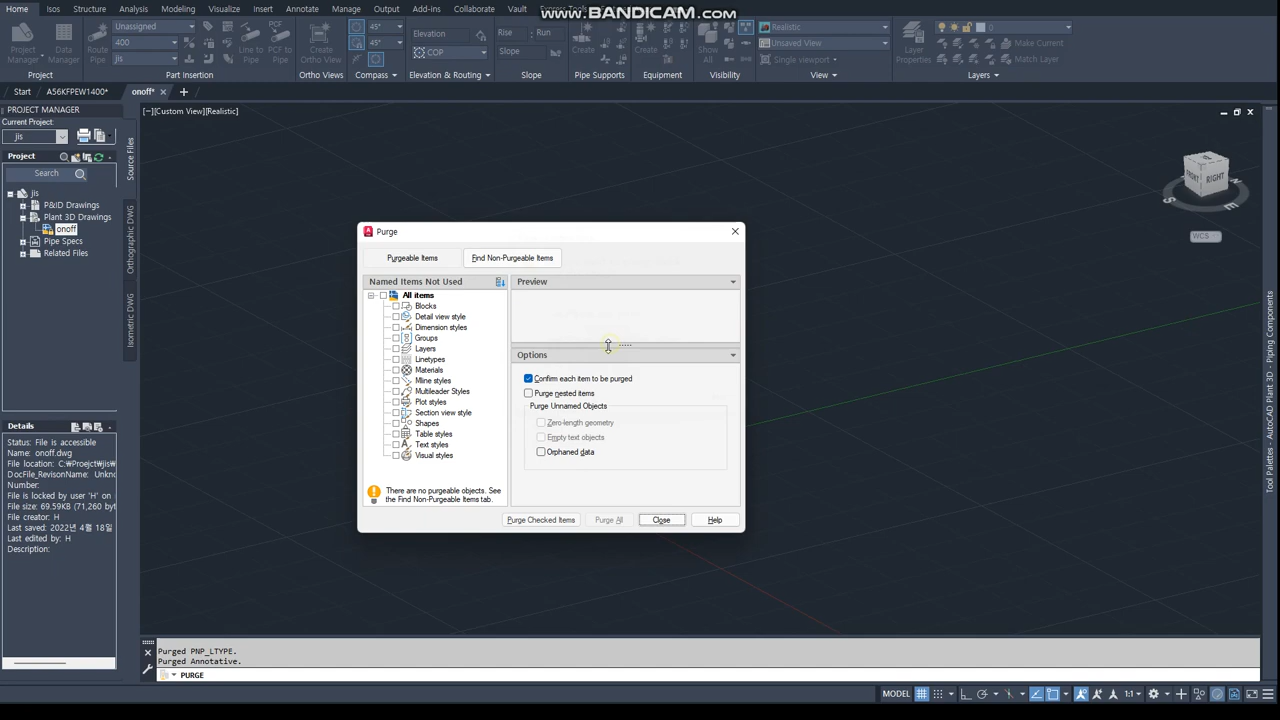 www.BANDICAM.com
Home
Isos
Structure
Analysis
Visualize
Insert
Annotate
Manage
Output
Add-ins
Collaborate
Vault
Project Manager
Data Manager
Route Pipe
Unassigned
400
jis
Line to Pipe
PCF to Pipe
Create Ortho View
45°
45°
Elevation
COP
Rise : Run
Slope
Create
Create
Show All
Realistic
Unsaved View
Single viewport
Layer Properties
0
Make Current
Match Layer
Project
Part Insertion
Ortho Views
Compass
Elevation & Routing
Slope
Pipe Supports
Equipment
Visibility
View
Layers
Start
A56KFPEW1400*
onoff*
PROJECT MANAGER
Current Project:
jis
Project
Search
jis
P&ID Drawings
Plant 3D Drawings
onoff
Pipe Specs
Related Files
Source Files
Orthographic DWG
Isometric DWG
[−][Custom View][Realistic]
FRONT
RIGHT
S
E
WCS
Purge
Purgeable Items
Find Non-Purgeable Items
Named Items Not Used
All items
Blocks
Detail view style
Dimension styles
Groups
Layers
Linetypes
Materials
Mline styles
Multileader Styles
Plot styles
Section view style
Shapes
Table styles
Text styles
Visual styles
There are no purgeable objects. See
the Find Non-Purgeable Items tab.
Preview
Options
Confirm each item to be purged
Purge nested items
Purge Unnamed Objects
Zero-length geometry
Empty text objects
Orphaned data
Purge Checked Items
Purge All
Close
Help
Details
Status: File is accessible
Name: onoff.dwg
File location: C:₩Proejct₩jis₩
DocFile_RevisonName: Unkno
Number:
File is locked by user 'H' on
File size: 69.59KB (71,260 byt
File creator: H
Last saved: 2022년 4월 18일
Last edited by: H
Description:
Purged PNP_LTYPE.
Purged Annotative.
PURGE
MODEL
1:1
Tool Palettes - AutoCAD Plant 3D - Piping Components